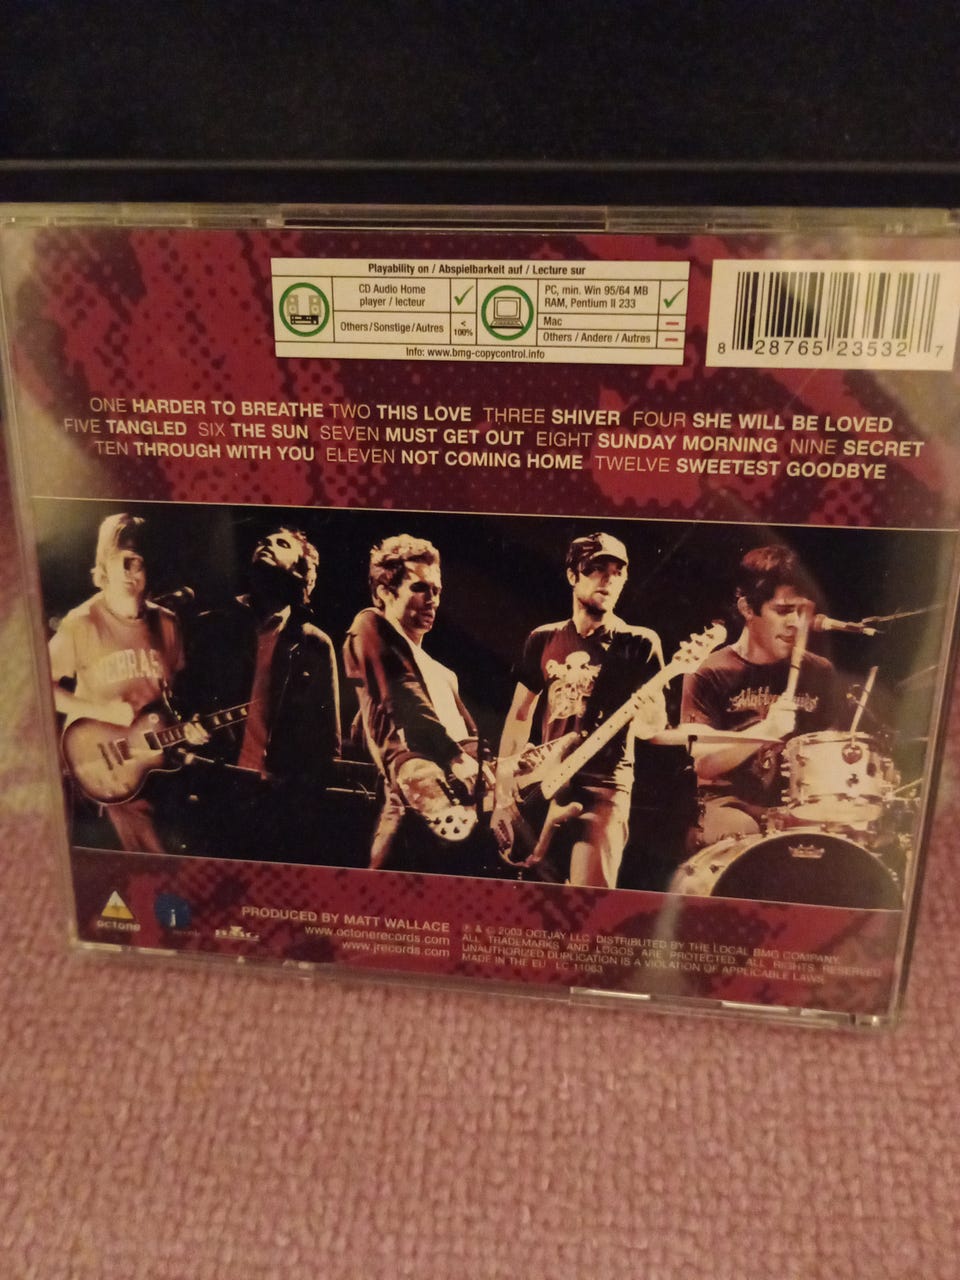 Playability on / Abspielbarkeit auf / Lecture sur
CD Audio Home
player / lecteur
Others / Sonstige / Autres
<
100%
PC, min. Win 95/64 MB
RAM, Pentium II 233
Mac
Others / Andere / Autres
Info: www.bmg-copycontrol.info
8 28765 23532 7
ONE HARDER TO BREATHE TWO THIS LOVE THREE SHIVER FOUR SHE WILL BE LOVED
FIVE TANGLED SIX THE SUN SEVEN MUST GET OUT EIGHT SUNDAY MORNING NINE SECRET
TEN THROUGH WITH YOU ELEVEN NOT COMING HOME TWELVE SWEETEST GOODBYE
NEBRAS
octone
j
records
BMG
PRODUCED BY MATT WALLACE
www.octonerecords.com
www.jrecords.com
℗ & © 2003 OCTJAY LLC. DISTRIBUTED BY THE LOCAL BMG COMPANY.
ALL TRADEMARKS AND LOGOS ARE PROTECTED. ALL RIGHTS RESERVED.
UNAUTHORIZED DUPLICATION IS A VIOLATION OF APPLICABLE LAWS.
MADE IN THE EU LC 11063